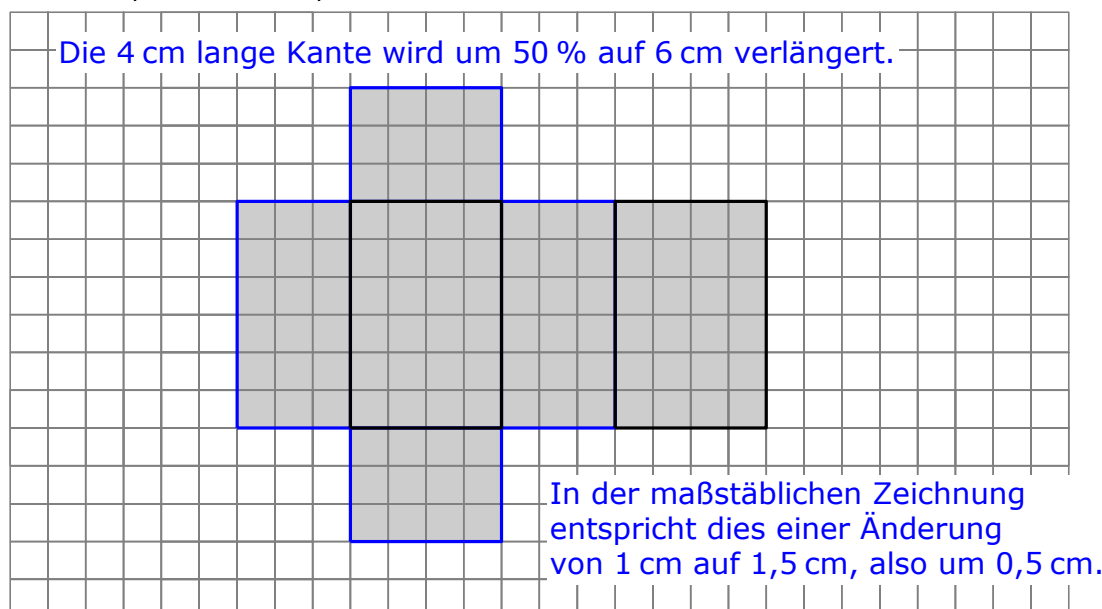 Die 4 cm lange Kante wird um 50 % auf 6 cm verlängert.
In der maßstäblichen Zeichnung
entspricht dies einer Änderung
von 1 cm auf 1,5 cm, also um 0,5 cm.